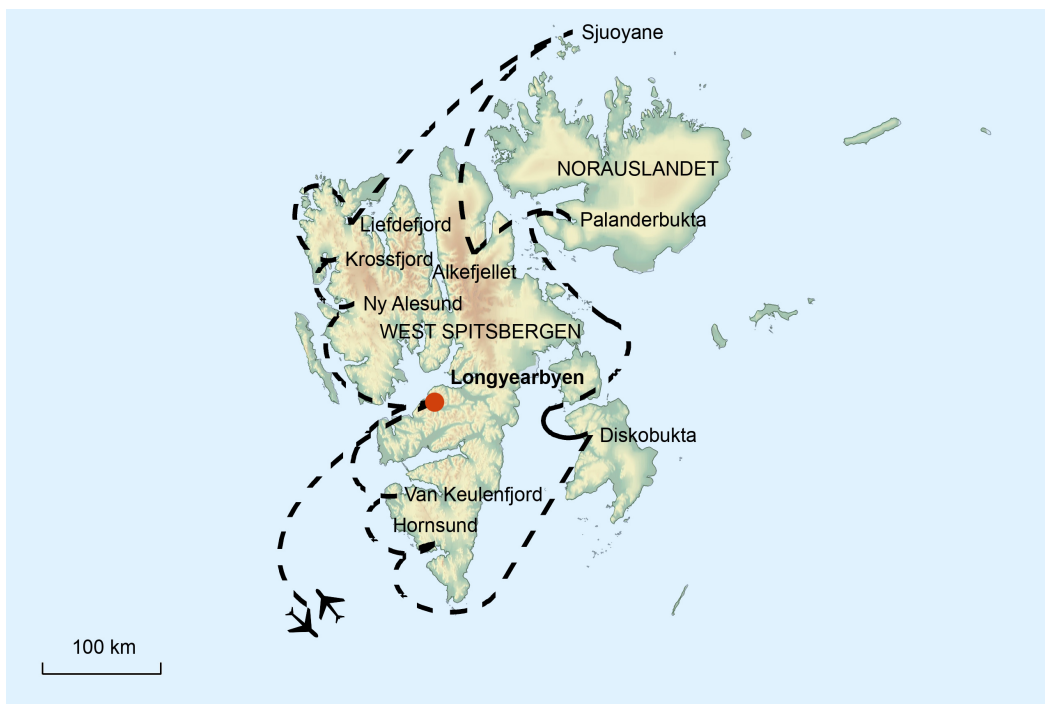 Sjuoyane
NORAUSLANDET
Palanderbukta
Liefdefjord
Krossfjord
Alkefjellet
Ny Alesund
WEST SPITSBERGEN
Longyearbyen
Diskobukta
Van Keulenfjord
Hornsund
100 km